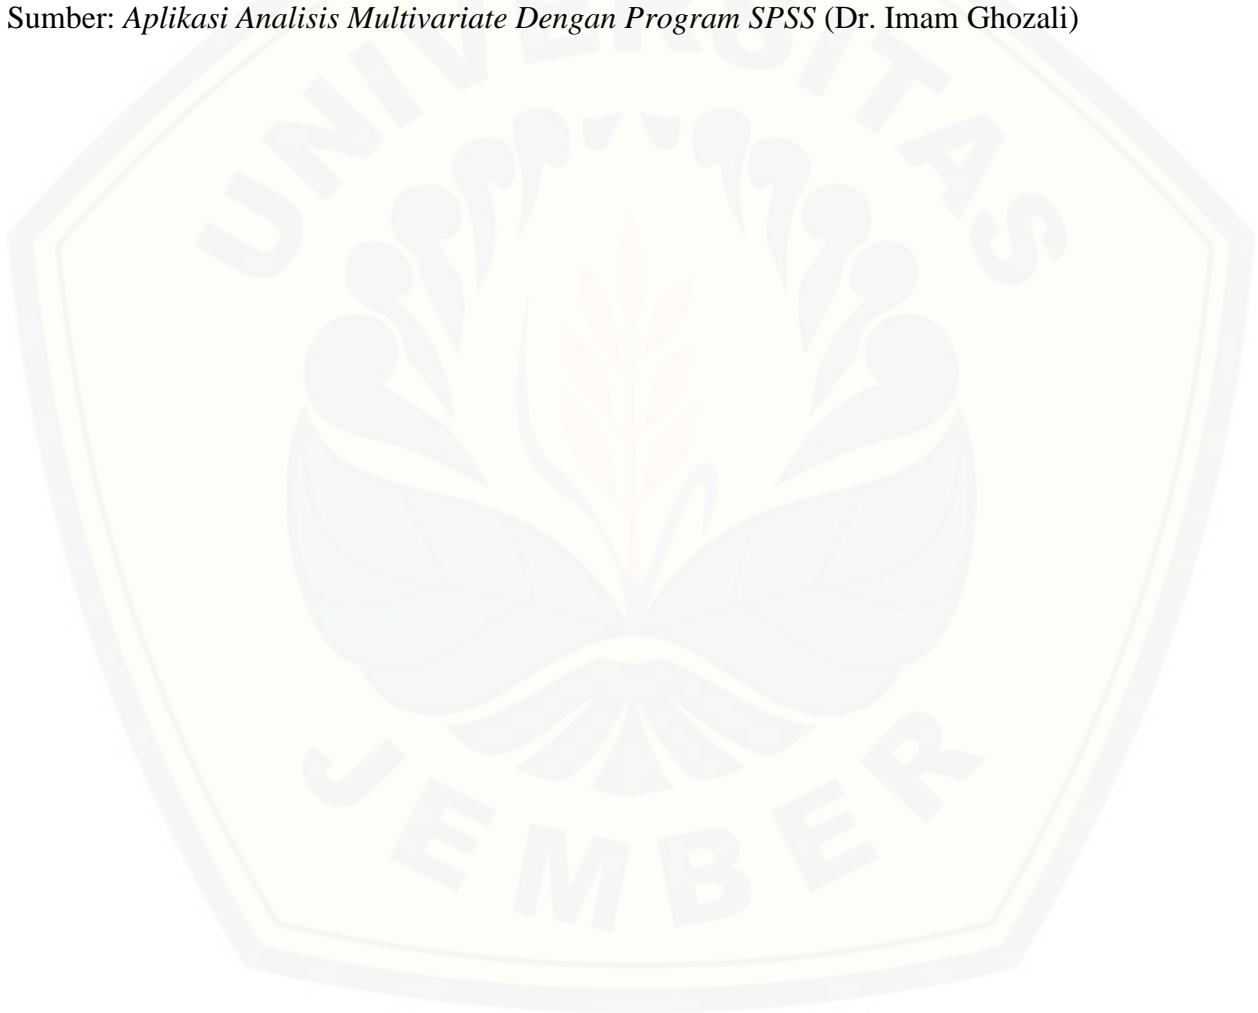 Sumber: Aplikasi Analisis Multivariate Dengan Program SPSS (Dr. Imam Ghozali)
UNIVERSITAS
JEMBER